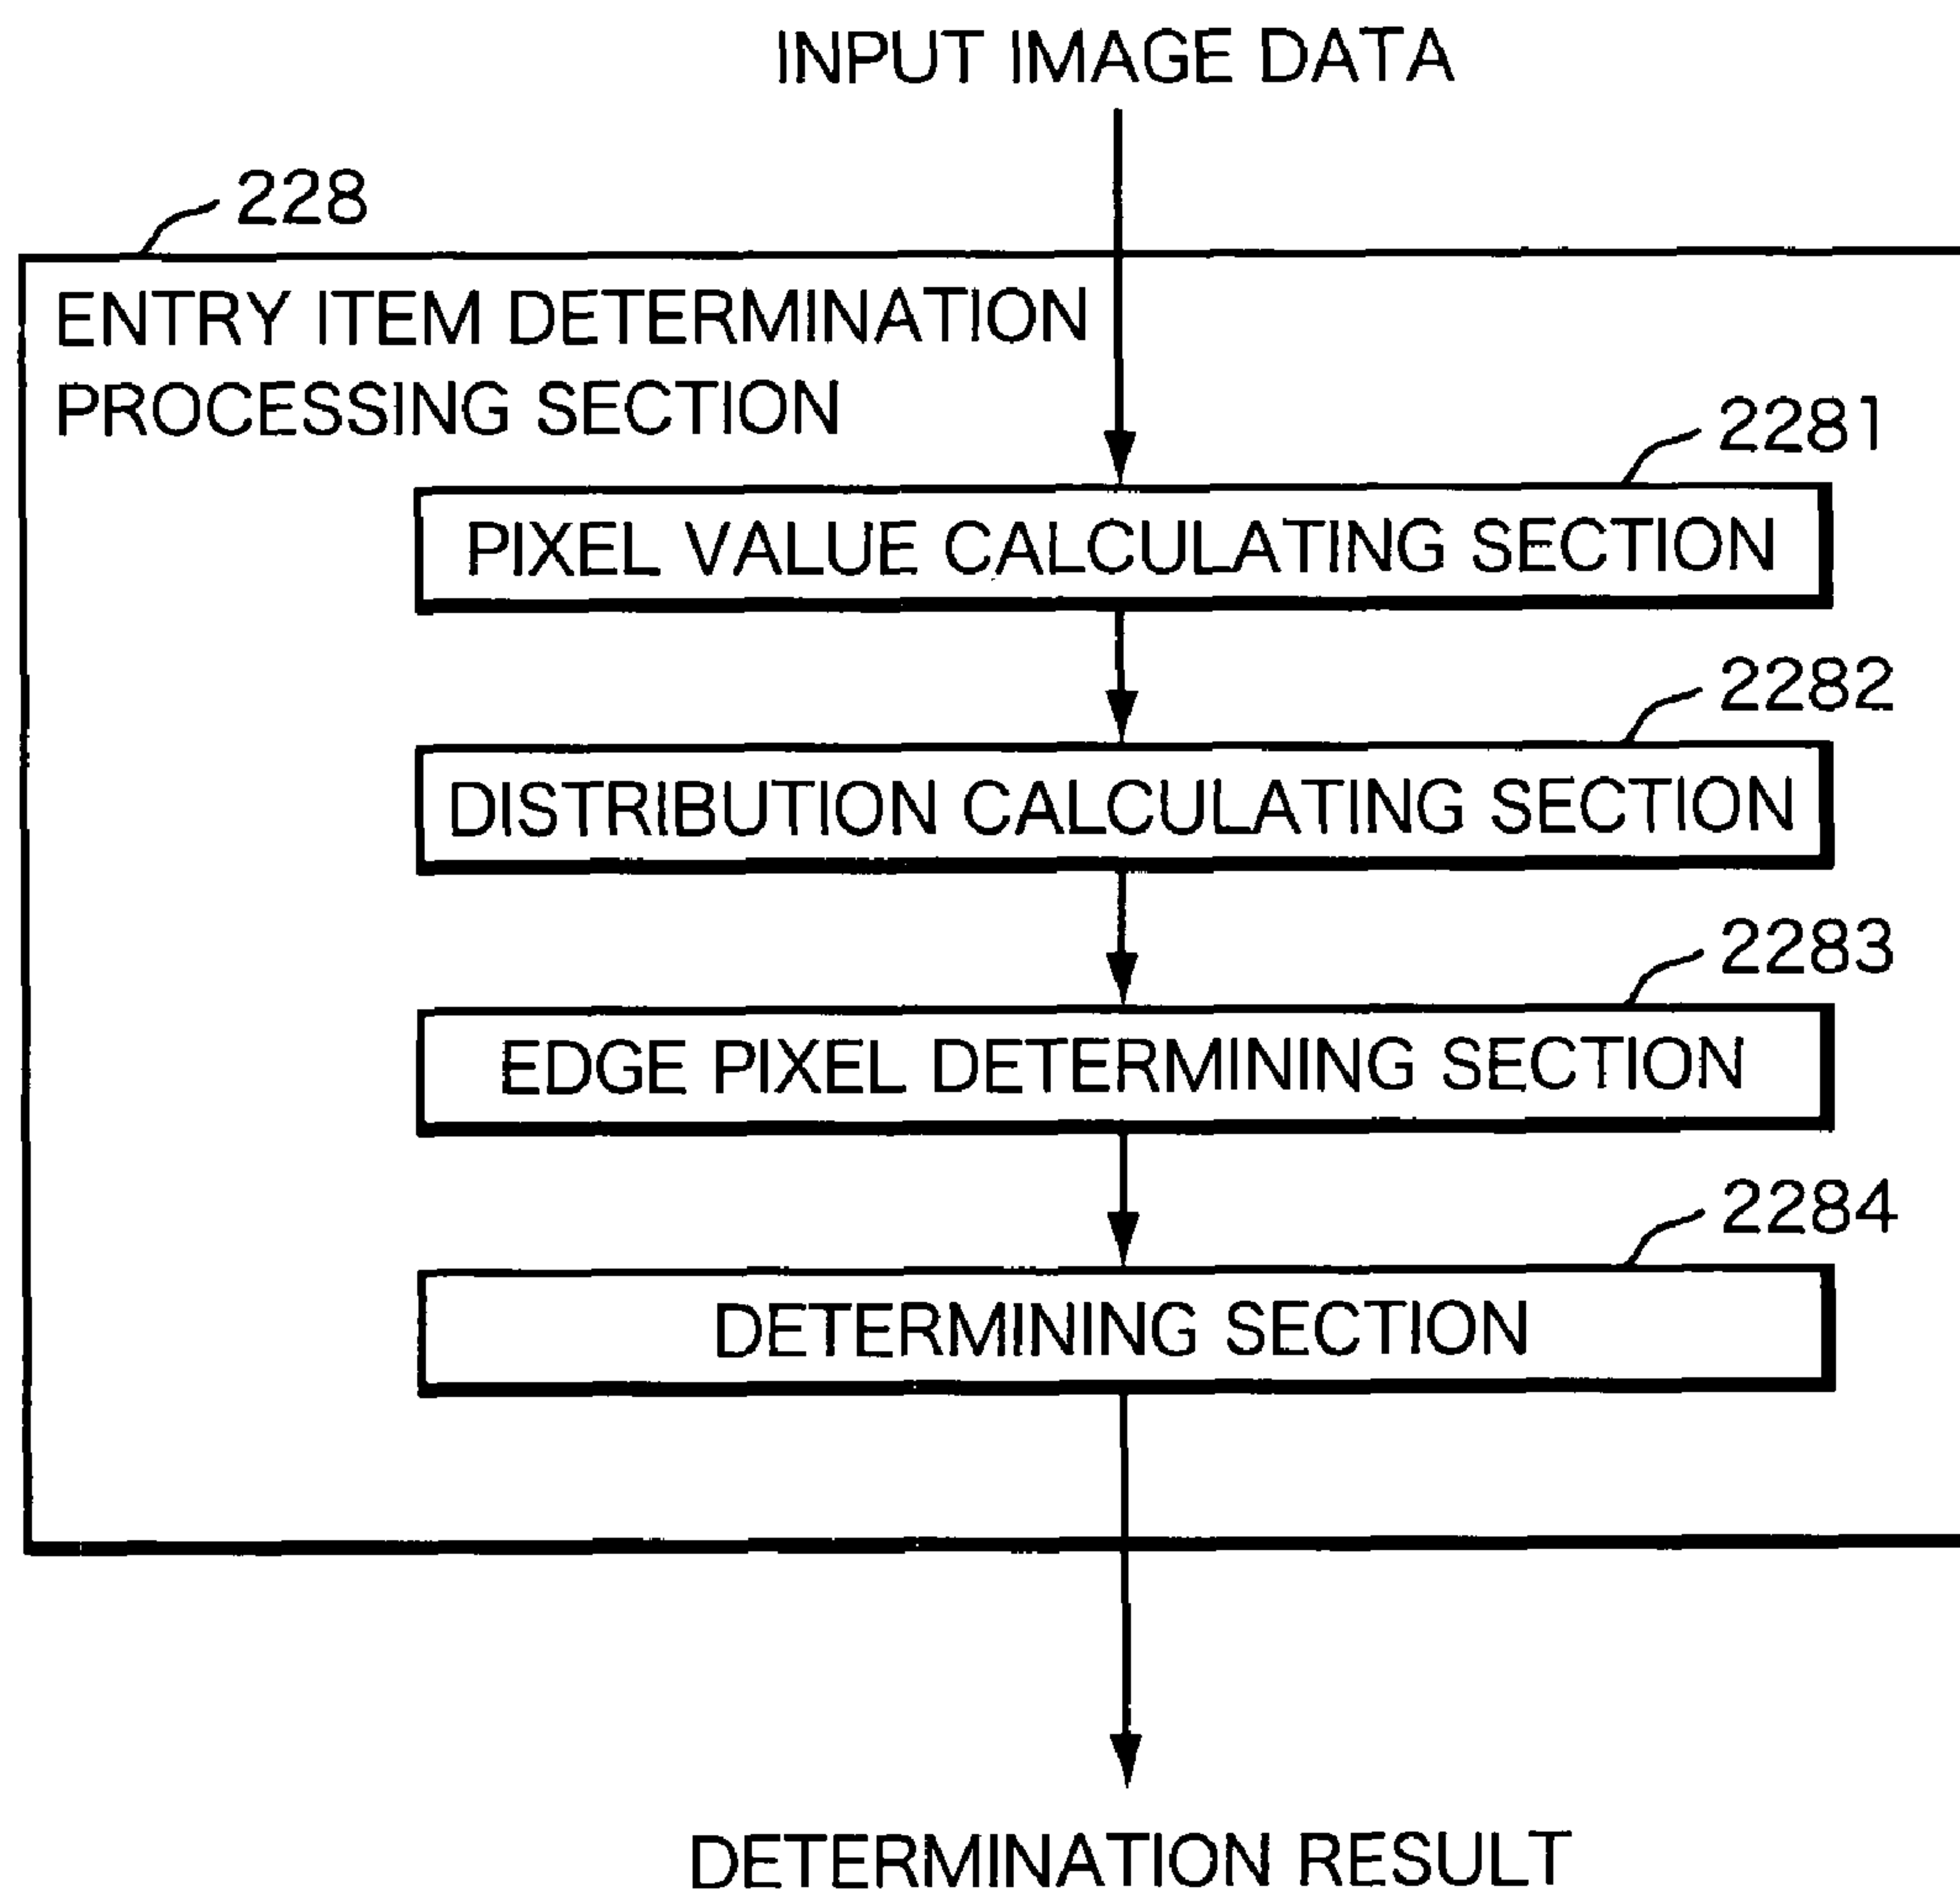 INPUT IMAGE DATA
228
ENTRY ITEM DETERMINATION
PROCESSING SECTION
2281
PIXEL VALUE CALCULATING SECTION
2282
DISTRIBUTION CALCULATING SECTION
2283
EDGE PIXEL DETERMINING SECTION
2284
DETERMINING SECTION
DETERMINATION RESULT